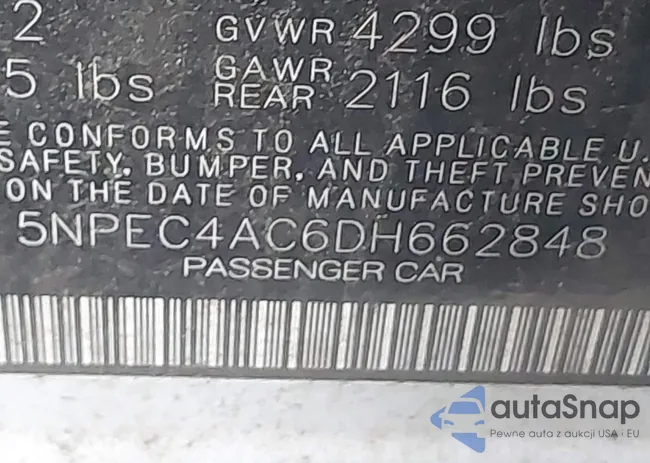 2 GVWR 4299 lbs
5 lbs GAWR REAR 2116 lbs
E CONFORMS TO ALL APPLICABLE U.
SAFETY, BUMPER, AND THEFT PREVEN
ON THE DATE OF MANUFACTURE SHO
5NPEC4AC6DH662848
PASSENGER CAR
autaSnap
Pewne auta z aukcji USA i EU